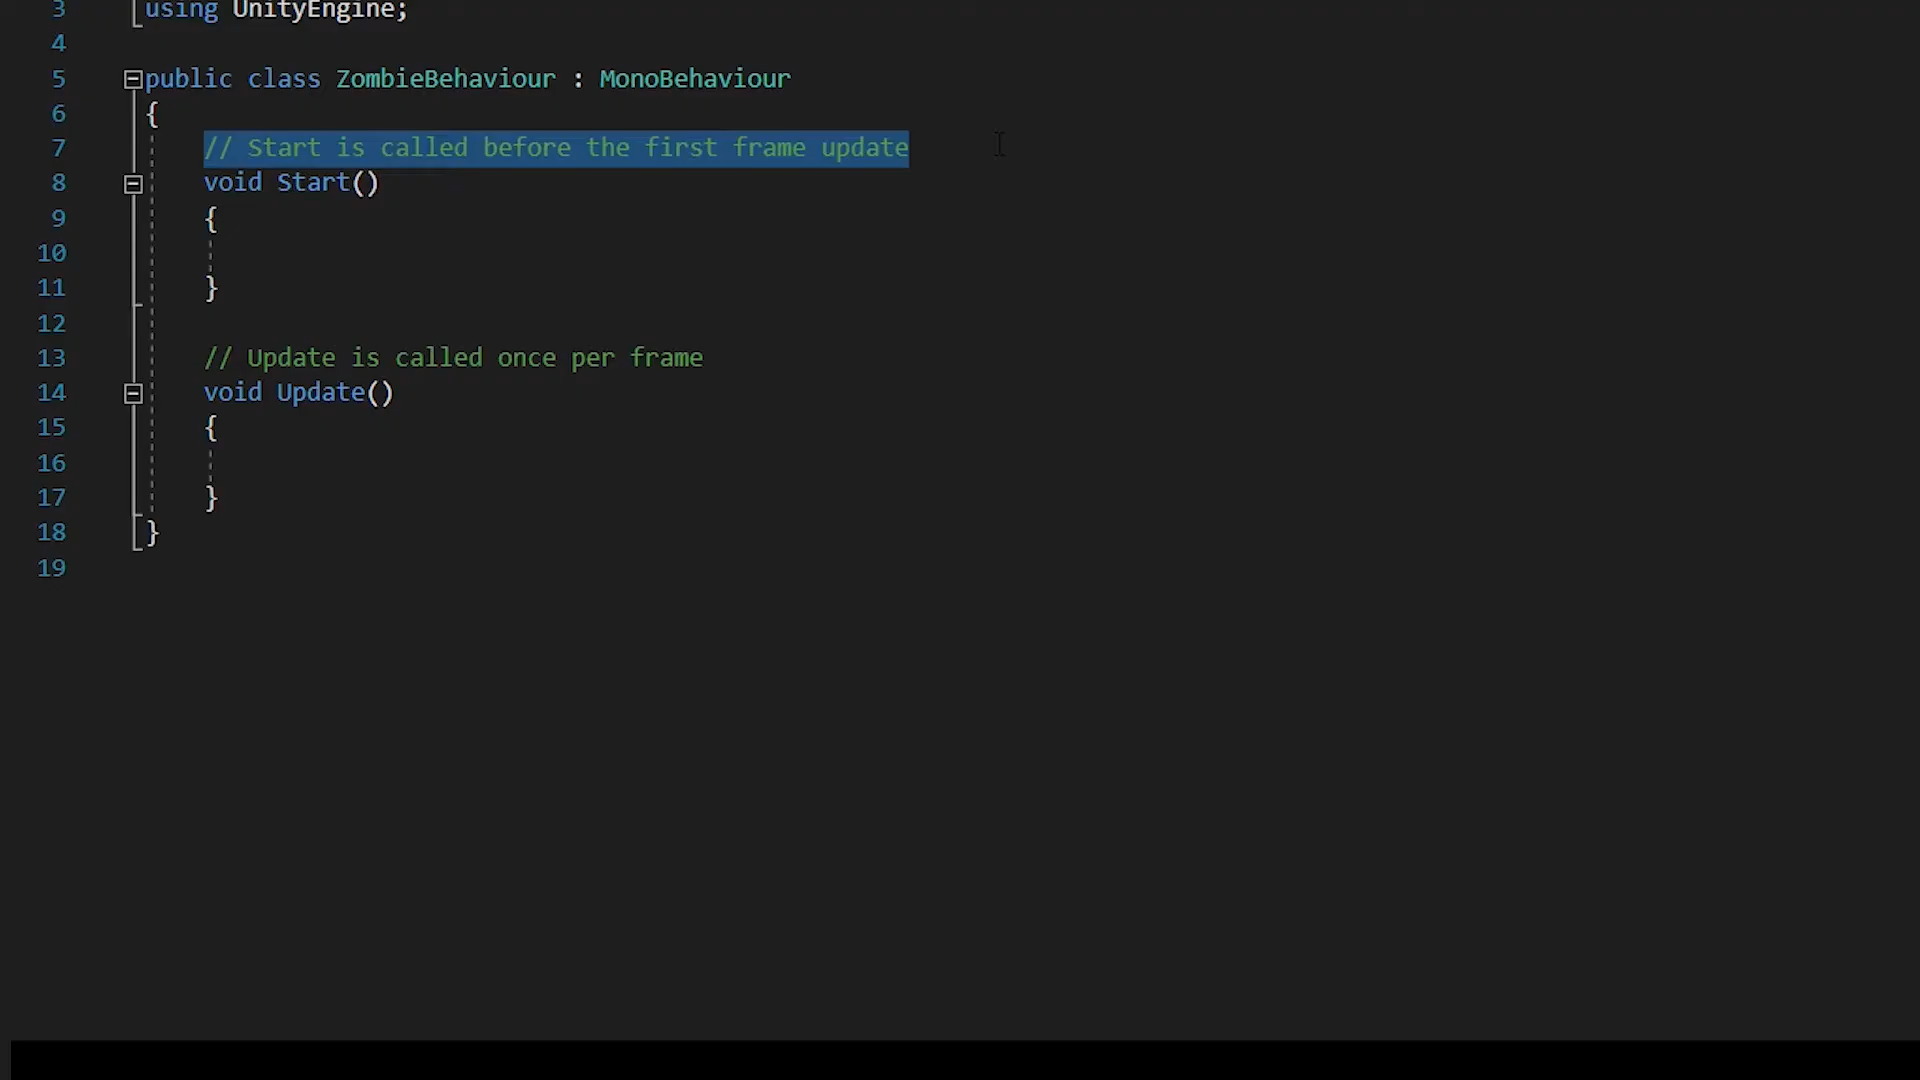 3 using UnityEngine;
4
5 public class ZombieBehaviour : MonoBehaviour
6 {
7 // Start is called before the first frame update
8 void Start()
9 {
10
11 }
12
13 // Update is called once per frame
14 void Update()
15 {
16
17 }
18 }
19